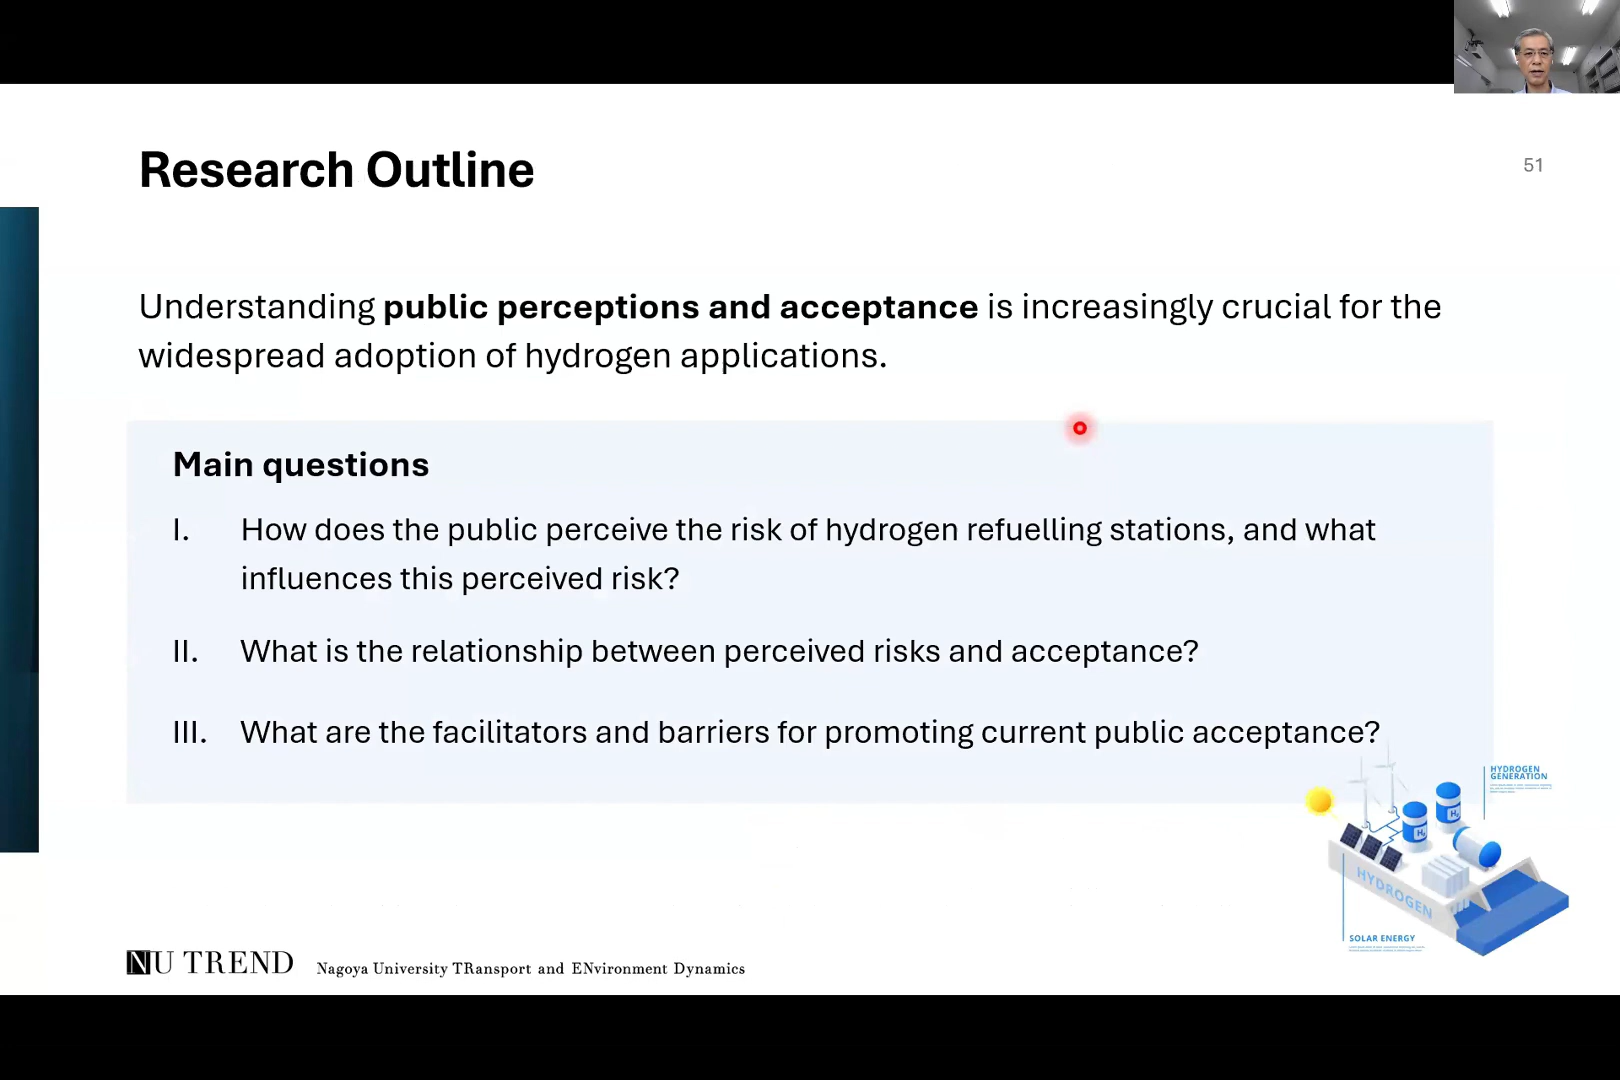 Research Outline
51
Understanding public perceptions and acceptance is increasingly crucial for the
widespread adoption of hydrogen applications.
Main questions
I. How does the public perceive the risk of hydrogen refuelling stations, and what
influences this perceived risk?
II. What is the relationship between perceived risks and acceptance?
III. What are the facilitators and barriers for promoting current public acceptance?
HYDROGEN
GENERATION
H₂
H₂
HYDROGEN
SOLAR ENERGY
NU TREND Nagoya University TRansport and ENvironment Dynamics